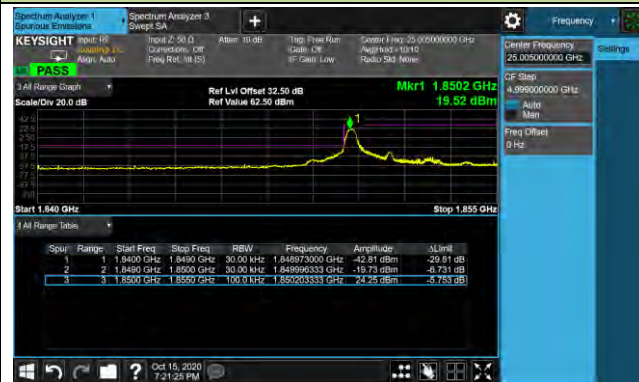 Spectrum Analyzer 1
Spurious Emissions
Spectrum Analyzer 3
Swept SA
Frequency
KEYSIGHT
Input: RF
Coupling: DC
Align: Auto
Input Z: 50 Ω
Corrections: Off
Freq Ref: Int (S)
Atten: 10 dB
Trig: Free Run
Gate: Off
IF Gain: Low
Center Freq: 25.005000000 GHz
Avg|Hold>10/10
Radio Std: None
PASS
3 All Range Graph
Scale/Div 20.0 dB
Ref Lvl Offset 32.50 dB
Ref Value 62.50 dBm
Mkr1 1.8502 GHz
19.52 dBm
42.5
22.5
2.50
1
Start 1.840 GHz
Stop 1.855 GHz
4 All Range Table
Spur Range Start Freq Stop Freq RBW Frequency Amplitude ΔLimit
1 1 1.8400 GHz 1.8490 GHz 30.00 kHz 1.848973000 GHz -42.81 dBm -29.81 dB
2 2 1.8490 GHz 1.8500 GHz 30.00 kHz 1.849996333 GHz -19.73 dBm -6.731 dB
3 3 1.8500 GHz 1.8550 GHz 100.0 kHz 1.850203333 GHz 24.25 dBm -5.753 dB
Center Frequency
25.005000000 GHz
Settings
CF Step
4.999000000 GHz
Auto
Man
Freq Offset
0 Hz
Oct 15, 2020
7:21:25 PM